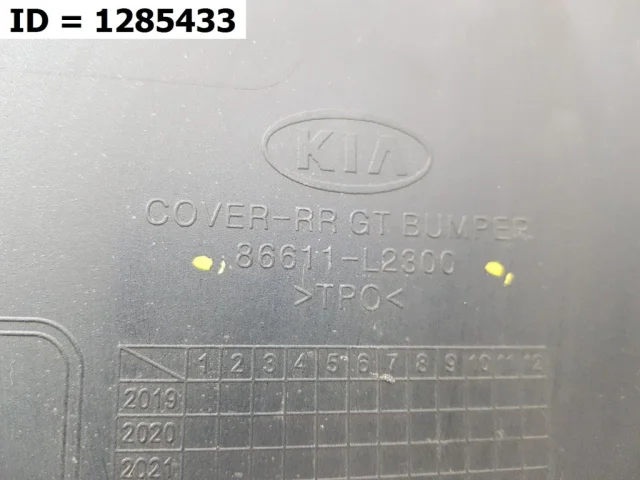 ID = 1285433
KIA
COVER-RR GT BUMPER
86611-L2300
>TPO<
1 2 3 4 5 6 7 8 9 10 11 12
2019
2020
2021